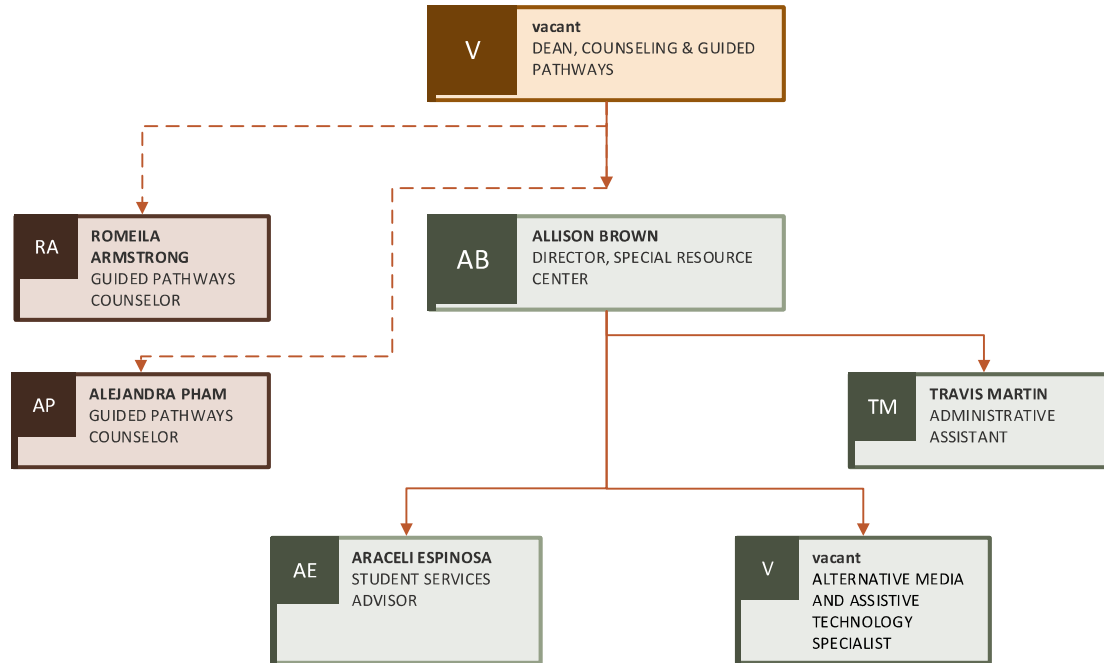 V
vacant
DEAN, COUNSELING & GUIDED
PATHWAYS
RA
ROMEILA
ARMSTRONG
GUIDED PATHWAYS
COUNSELOR
AB
ALLISON BROWN
DIRECTOR, SPECIAL RESOURCE
CENTER
AP
ALEJANDRA PHAM
GUIDED PATHWAYS
COUNSELOR
TM
TRAVIS MARTIN
ADMINISTRATIVE
ASSISTANT
AE
ARACELI ESPINOSA
STUDENT SERVICES
ADVISOR
V
vacant
ALTERNATIVE MEDIA
AND ASSISTIVE
TECHNOLOGY
SPECIALIST